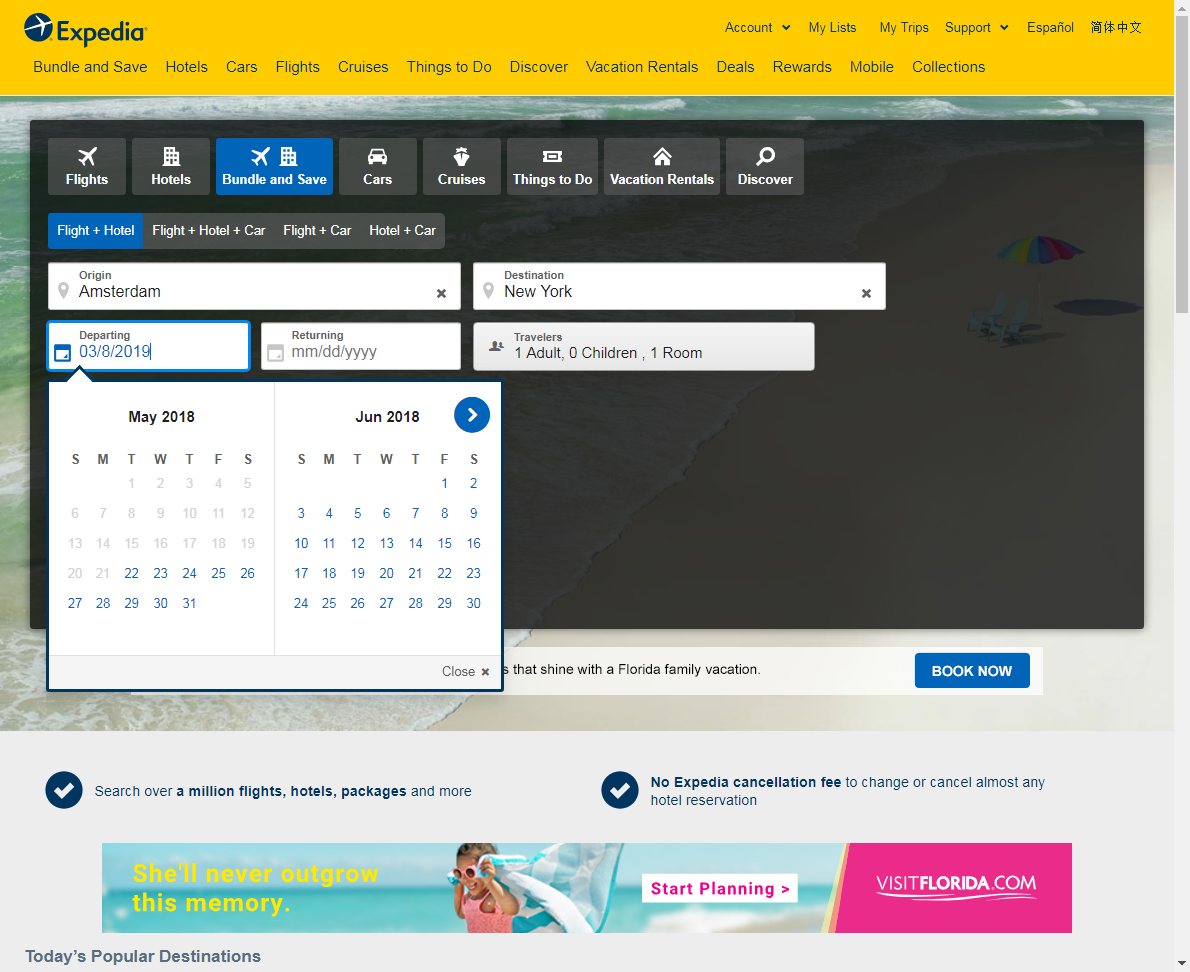 Expedia
Account My Lists My Trips Support Español 简体中文
Bundle and Save Hotels Cars Flights Cruises Things to Do Discover Vacation Rentals Deals Rewards Mobile Collections
Flights Hotels Bundle and Save Cars Cruises Things to Do Vacation Rentals Discover
Flight + Hotel Flight + Hotel + Car Flight + Car Hotel + Car
Origin
Amsterdam
Destination
New York
Departing
03/8/2019
Returning
mm/dd/yyyy
Travelers
1 Adult, 0 Children , 1 Room
May 2018
S M T W T F S
1 2 3 4 5
6 7 8 9 10 11 12
13 14 15 16 17 18 19
20 21 22 23 24 25 26
27 28 29 30 31
Jun 2018
S M T W T F S
1 2
3 4 5 6 7 8 9
10 11 12 13 14 15 16
17 18 19 20 21 22 23
24 25 26 27 28 29 30
Close
s that shine with a Florida family vacation.
BOOK NOW
Search over a million flights, hotels, packages and more
No Expedia cancellation fee to change or cancel almost any
hotel reservation
She'll never outgrow
this memory.
Start Planning >
VISITFLORIDA.COM
Today's Popular Destinations